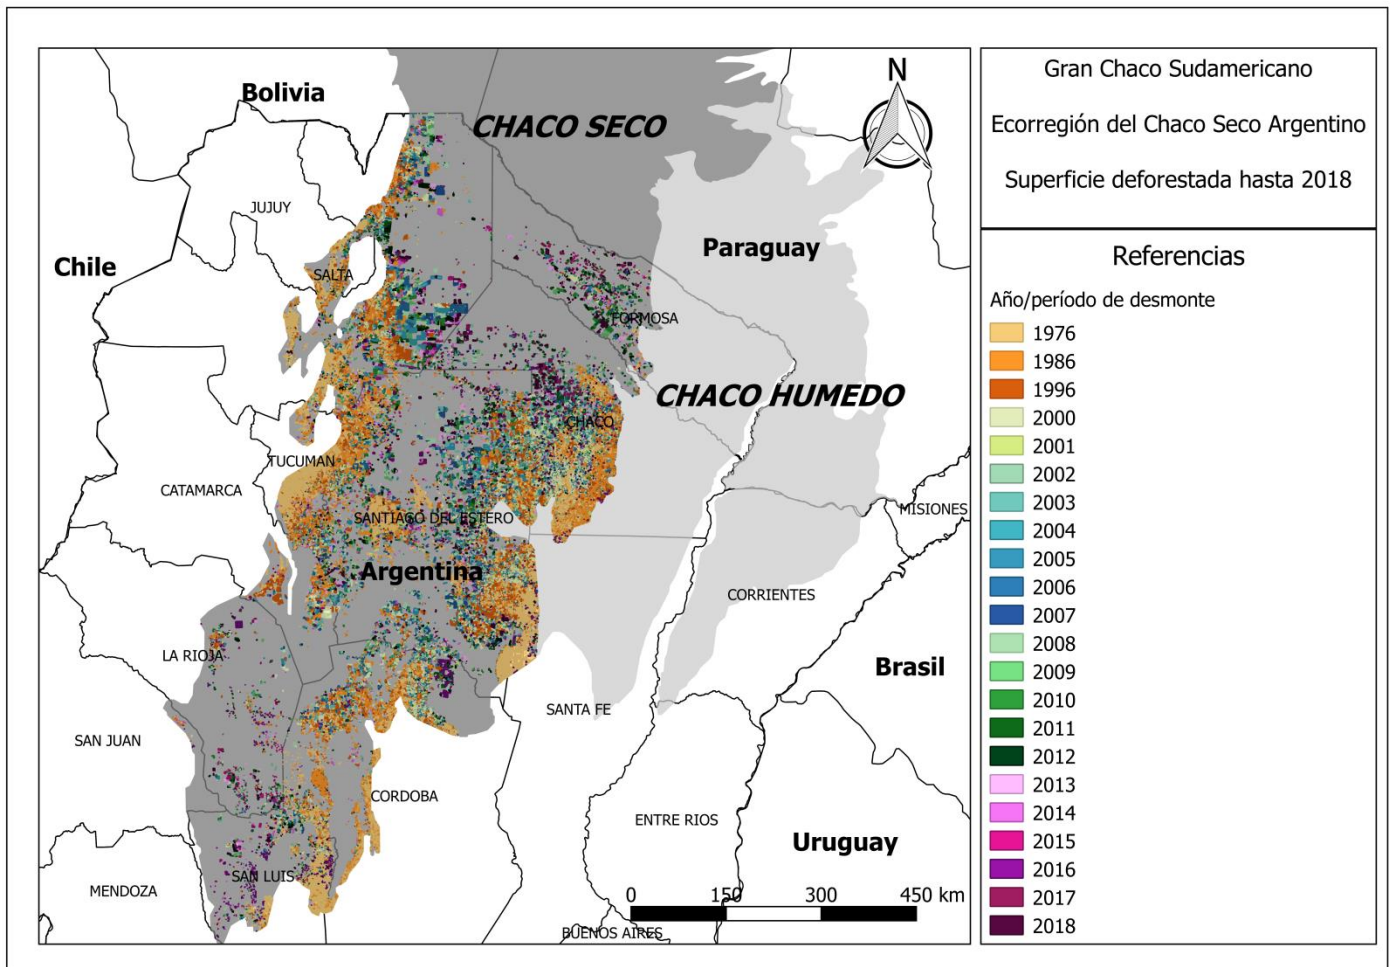 Bolivia
CHACO SECO
N
JUJUY
Chile
SALTA
Paraguay
FORMOSA
CHACO HUMEDO
CHACO
TUCUMAN
CATAMARCA
SANTIAGO DEL ESTERO
MISIONES
Argentina
CORRIENTES
LA RIOJA
Brasil
SANTA FE
SAN JUAN
CORDOBA
ENTRE RIOS
Uruguay
SAN LUIS
MENDOZA
0 150 300 450 km
BUENOS AIRES
Gran Chaco Sudamericano
Ecorregión del Chaco Seco Argentino
Superficie deforestada hasta 2018
Referencias
Año/período de desmonte
1976
1986
1996
2000
2001
2002
2003
2004
2005
2006
2007
2008
2009
2010
2011
2012
2013
2014
2015
2016
2017
2018